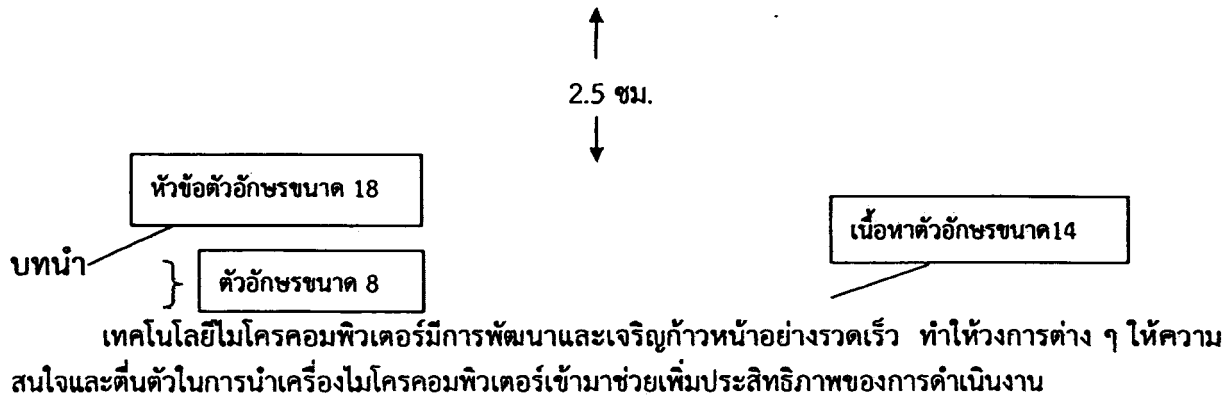 2.5 ซม.
หัวข้อตัวอักษรขนาด 18
เนื้อหาตัวอักษรขนาด14
บทนำ
ตัวอักษรขนาด 8
เทคโนโลยีไมโครคอมพิวเตอร์มีการพัฒนาและเจริญก้าวหน้าอย่างรวดเร็ว ทำให้วงการต่าง ๆ ให้ความ
สนใจและตื่นตัวในการนำเครื่องไมโครคอมพิวเตอร์เข้ามาช่วยเพิ่มประสิทธิภาพของการดำเนินงาน